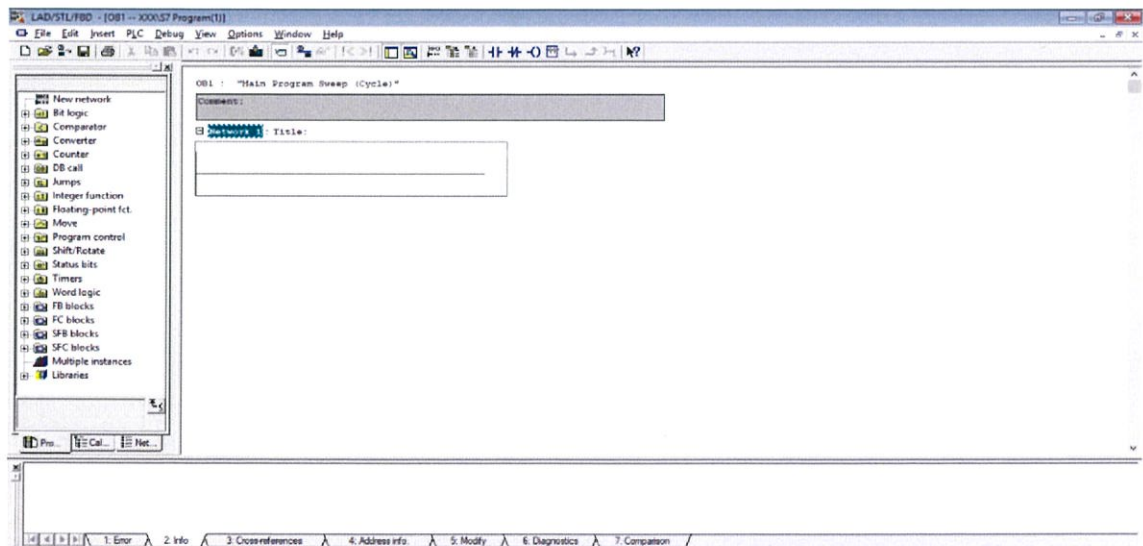 LAD/STL/FBD - [OB1 -- XXX\S7 Program(1)]
File Edit Insert PLC Debug View Options Window Help
OB1 : "Main Program Sweep (Cycle)"
Comment:
Network 1: Title:
New network
Bit logic
Comparator
Converter
Counter
DB call
Jumps
Integer function
Floating-point fct.
Move
Program control
Shift/Rotate
Status bits
Timers
Word logic
FB blocks
FC blocks
SFB blocks
SFC blocks
Multiple instances
Libraries
Pro... Cal... Net...
1: Error 2: Info 3: Cross-references 4: Address info. 5: Modify 6: Diagnostics 7: Comparison